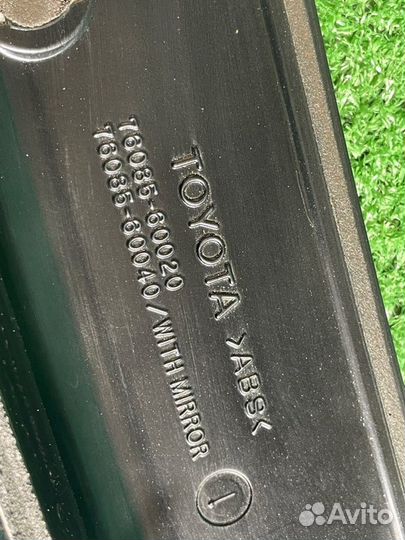 TOYOTA >ABS<
76085-60020
76085-60040 / WITH MIRROR
1
Avito